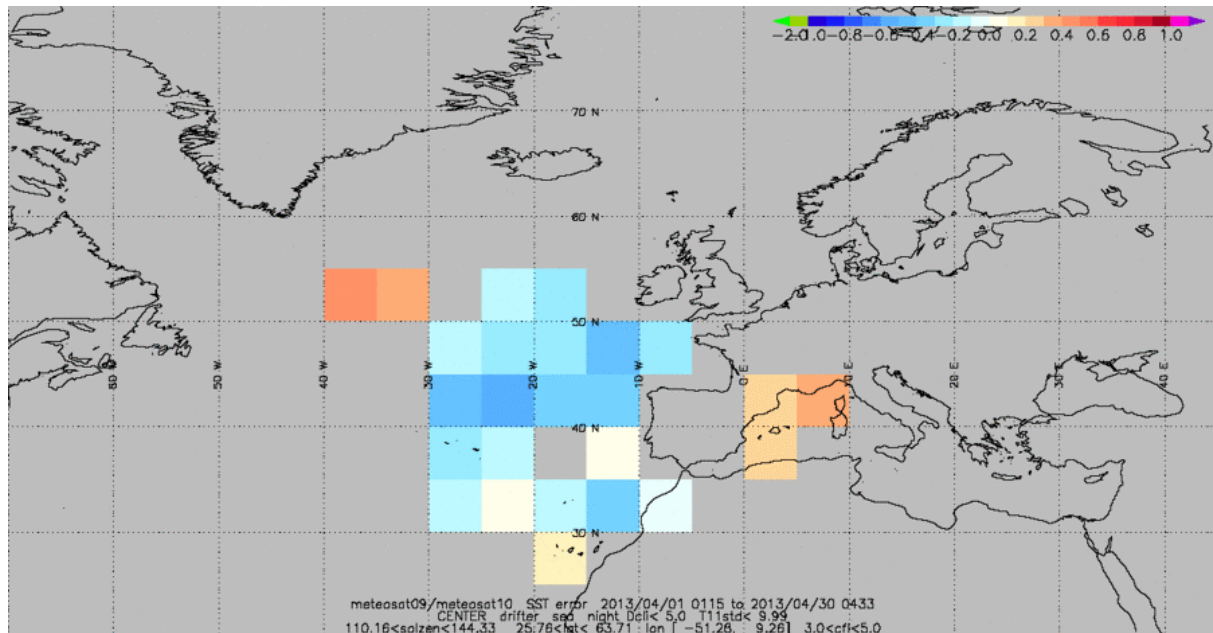 -2.0-1.0-0.8-0.6-0.4-0.2 0.0 0.2 0.4 0.6 0.8 1.0
70 N
60 N
50 N
60 W 50 W 40 W 30 W 20 W 10 W 0 E 10 E 20 E 30 E 40 E
40 N
30 N
meteosat09/meteosat10 SST error 2013/04/01 0115 to 2013/04/30 0433
CENTER drifter sea night Dcli< 5.0 T11std< 9.99
110.16<solzen<144.33 25.76<lat< 63.71 lon [ -51.28, 9.26] 3.0<cfl<5.0